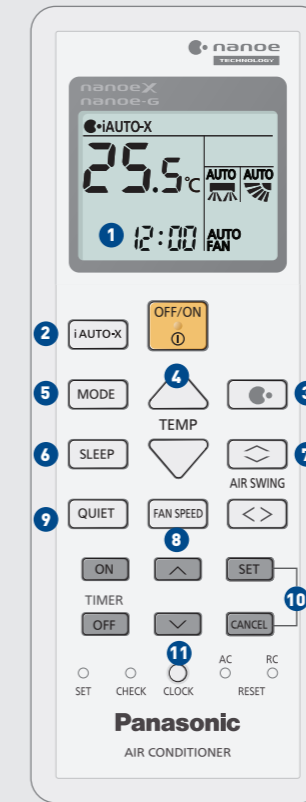 nanoe
TECHNOLOGY
nanoeX
nanoe-G
iAUTO-X
25.5℃
AUTO AUTO
1 12:00 AUTO
FAN
2 iAUTO-X OFF/ON
4
5 MODE 3
TEMP
6 SLEEP 7
AIR SWING
9 QUIET FAN SPEED < >
8
ON SET
TIMER 10
OFF CANCEL
11
AC RC
SET CHECK CLOCK RESET
Panasonic
AIR CONDITIONER